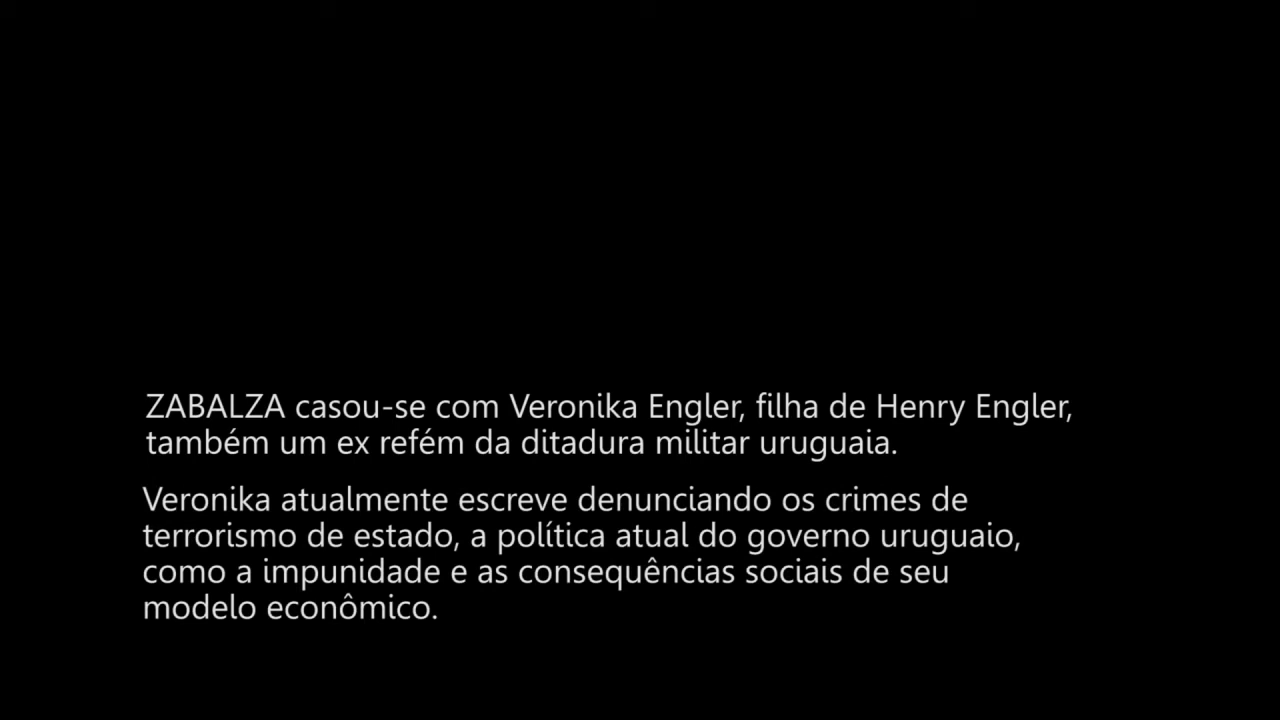 ZABALZA casou-se com Veronika Engler, filha de Henry Engler,
também um ex refém da ditadura militar uruguaia.
Veronika atualmente escreve denunciando os crimes de
terrorismo de estado, a política atual do governo uruguaio,
como a impunidade e as consequências sociais de seu
modelo econômico.